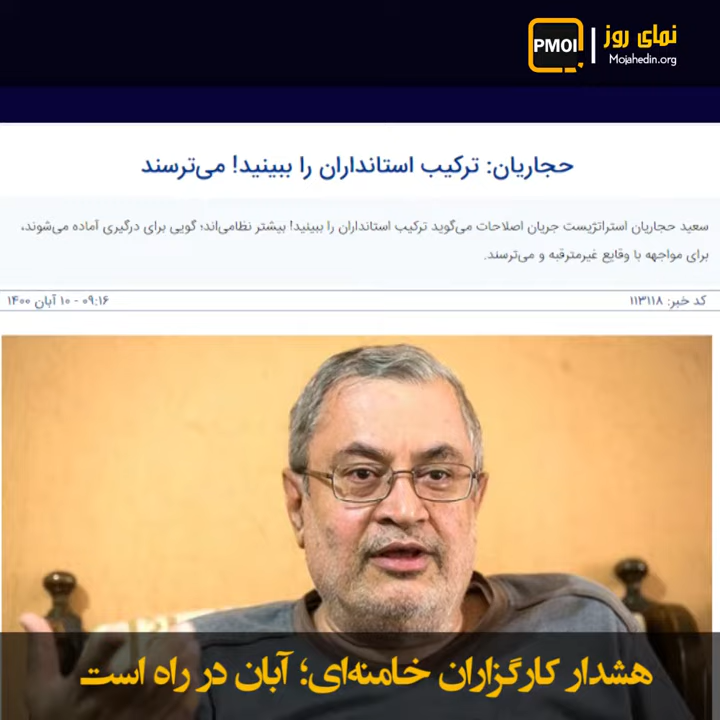 نمای روز
PMOI
Mojahedin.org
حجاریان: ترکیب استانداران را ببینید! می‌ترسند
سعید حجاریان استراتژیست جریان اصلاحات می‌گوید ترکیب استانداران را ببینید! بیشتر نظامی‌اند؛ گویی برای درگیری آماده می‌شوند،
برای مواجهه با وقایع غیرمترقبه و می‌ترسند.
کد خبر: ۱۱۳۱۱۸
۰۹:۱۶ - ۱۰ آبان ۱۴۰۰
هشدار کارگزاران خامنه‌ای؛ آبان در راه است